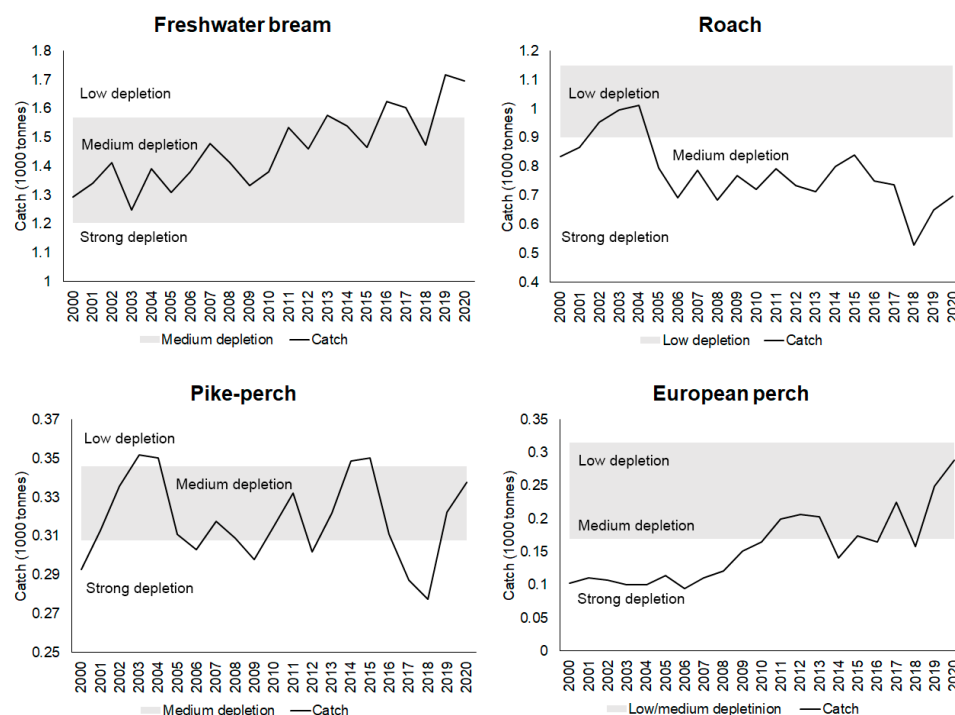 Freshwater bream
Catch (1000 tonnes)
1.8
1.7
1.6
1.5
1.4
1.3
1.2
1.1
1
Low depletion
Medium depletion
Strong depletion
2000 2001 2002 2003 2004 2005 2006 2007 2008 2009 2010 2011 2012 2013 2014 2015 2016 2017 2018 2019 2020
Medium depletion Catch
Roach
Catch (1000 tonnes)
1.2
1.1
1
0.9
0.8
0.7
0.6
0.5
0.4
Low depletion
Medium depletion
Strong depletion
2000 2001 2002 2003 2004 2005 2006 2007 2008 2009 2010 2011 2012 2013 2014 2015 2016 2017 2018 2019 2020
Low depletion Catch
Pike-perch
Catch (1000 tonnes)
0.37
0.35
0.33
0.31
0.29
0.27
0.25
Low depletion
Medium depletion
Strong depletion
2000 2001 2002 2003 2004 2005 2006 2007 2008 2009 2010 2011 2012 2013 2014 2015 2016 2017 2018 2019 2020
Medium depletion Catch
European perch
Catch (1000 tonnes)
0.35
0.3
0.25
0.2
0.15
0.1
0.05
0
Low depletion
Medium depletion
Strong depletion
2000 2001 2002 2003 2004 2005 2006 2007 2008 2009 2010 2011 2012 2013 2014 2015 2016 2017 2018 2019 2020
Low/medium depletinion Catch